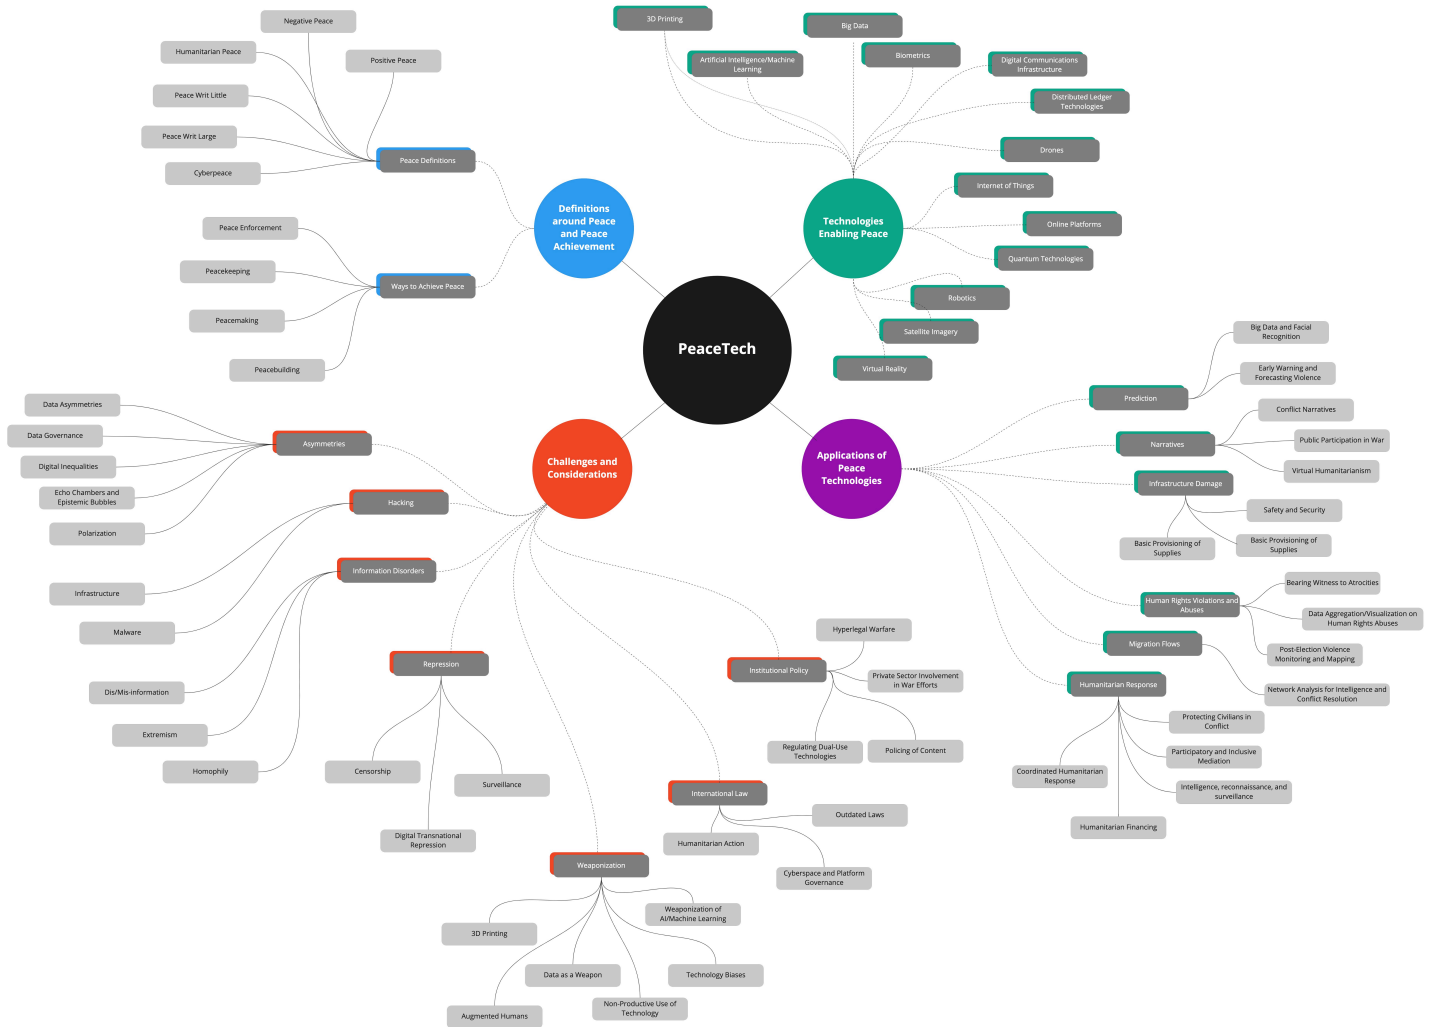 PeaceTech
Definitions
around Peace
and Peace
Achievement
Peace Definitions
Negative Peace
Positive Peace
Humanitarian Peace
Peace Writ Little
Peace Writ Large
Cyberpeace
Ways to Achieve Peace
Peace Enforcement
Peacekeeping
Peacemaking
Peacebuilding
Technologies
Enabling Peace
3D Printing
Artificial Intelligence/Machine
Learning
Big Data
Biometrics
Digital Communications
Infrastructure
Distributed Ledger
Technologies
Drones
Internet of Things
Online Platforms
Quantum Technologies
Robotics
Satellite Imagery
Virtual Reality
Challenges and
Considerations
Asymmetries
Data Asymmetries
Data Governance
Digital Inequalities
Echo Chambers and
Epistemic Bubbles
Polarization
Hacking
Infrastructure
Malware
Information Disorders
Dis/Mis-information
Extremism
Homophily
Repression
Censorship
Surveillance
Digital Transnational
Repression
Weaponization
3D Printing
Augmented Humans
Data as a Weapon
Non-Productive Use of
Technology
Technology Biases
Weaponization of
AI/Machine Learning
International Law
Humanitarian Action
Outdated Laws
Cyberspace and Platform
Governance
Institutional Policy
Hyperlegal Warfare
Private Sector Involvement
in War Efforts
Policing of Content
Regulating Dual-Use
Technologies
Applications of
Peace
Technologies
Prediction
Big Data and Facial
Recognition
Early Warning and
Forecasting Violence
Narratives
Conflict Narratives
Public Participation in War
Virtual Humanitarianism
Infrastructure Damage
Safety and Security
Basic Provisioning of
Supplies
Basic Provisioning of
Supplies
Human Rights Violations and
Abuses
Bearing Witness to Atrocities
Data Aggregation/Visualization on
Human Rights Abuses
Post-Election Violence
Monitoring and Mapping
Migration Flows
Network Analysis for Intelligence and
Conflict Resolution
Humanitarian Response
Protecting Civilians in
Conflict
Participatory and Inclusive
Mediation
Intelligence, reconnaissance, and
surveillance
Humanitarian Financing
Coordinated Humanitarian
Response